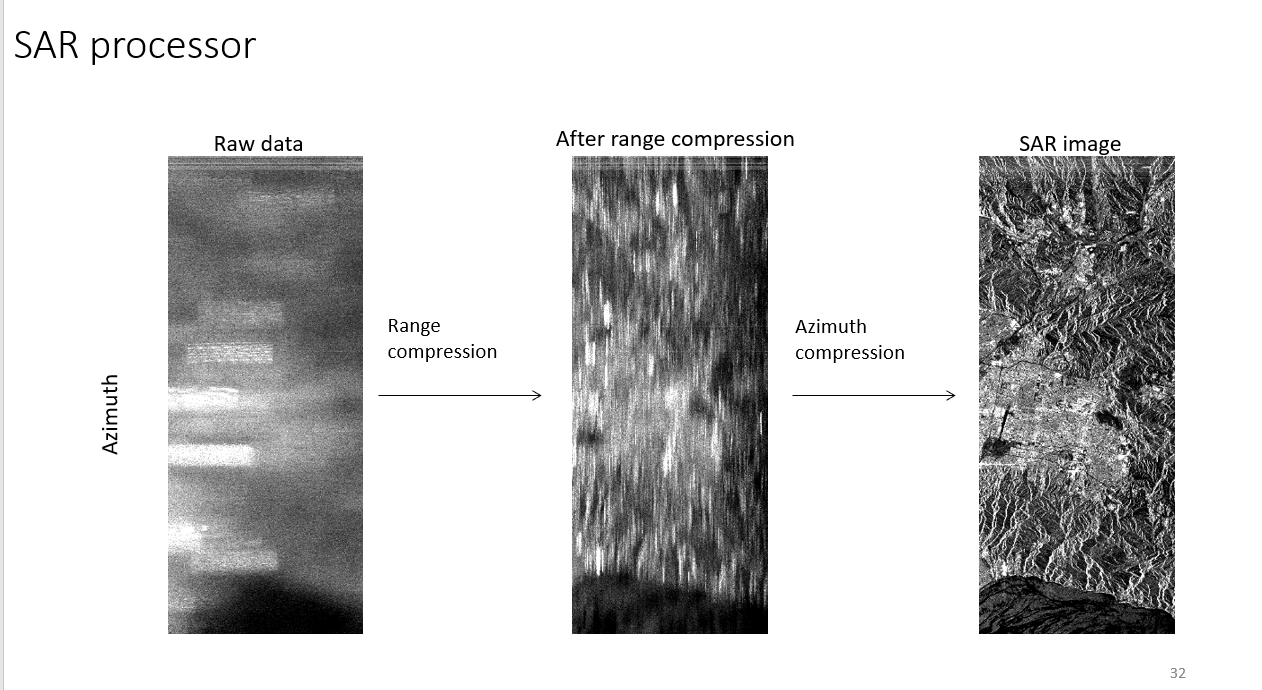 SAR processor
Raw data
After range compression
SAR image
Range
compression
Azimuth
compression
Azimuth
32